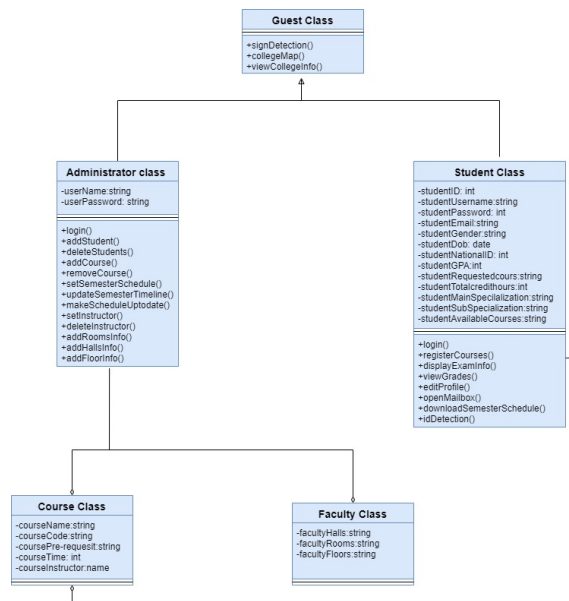 Guest Class
+signDetection()
+collegeMap()
+viewCollegeInfo()
Administrator class
-userName:string
-userPassword: string
+login()
+addStudent()
+deleteStudents()
+addCourse()
+removeCourse()
+setSemesterSchedule()
+updateSemesterTimeline()
+makeScheduleUptodate()
+setInstructor()
+deleteInstructor()
+addRoomsInfo()
+addHallsInfo()
+addFloorInfo()
Student Class
-studentID: int
-studentUsername:string
-studentPassword: int
-studentEmail:string
-studentGender:string
-studentDob: date
-studentNationalID: int
-studentGPA:int
-studentRequestedcours:string
-studentTotalcredithours:int
-studentMainSpecilalization:string
-studentSubSpecialization:string
-studentAvailableCourses:string
+login()
+registerCourses()
+displayExamInfo()
+viewGrades()
+editProfile()
+openMailbox()
+downloadSemesterSchedule()
+idDetection()
Course Class
-courseName:string
-courseCode:string
-coursePre-requesit:string
-courseTime: int
-courseInstructor:name
Faculty Class
-facultyHalls:string
-facultyRooms:string
-facultyFloors:string